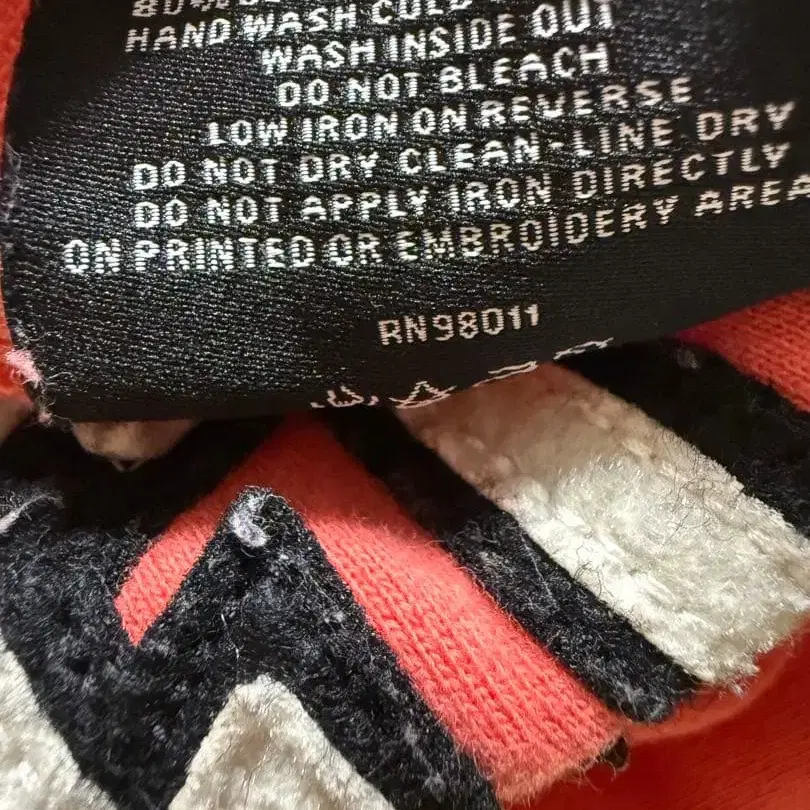 80%
HAND WASH COLD
WASH INSIDE OUT
DO NOT BLEACH
LOW IRON ON REVERSE
DO NOT DRY CLEAN-LINE DRY
DO NOT APPLY IRON DIRECTLY
ON PRINTED OR EMBROIDERY AREA
RN98011